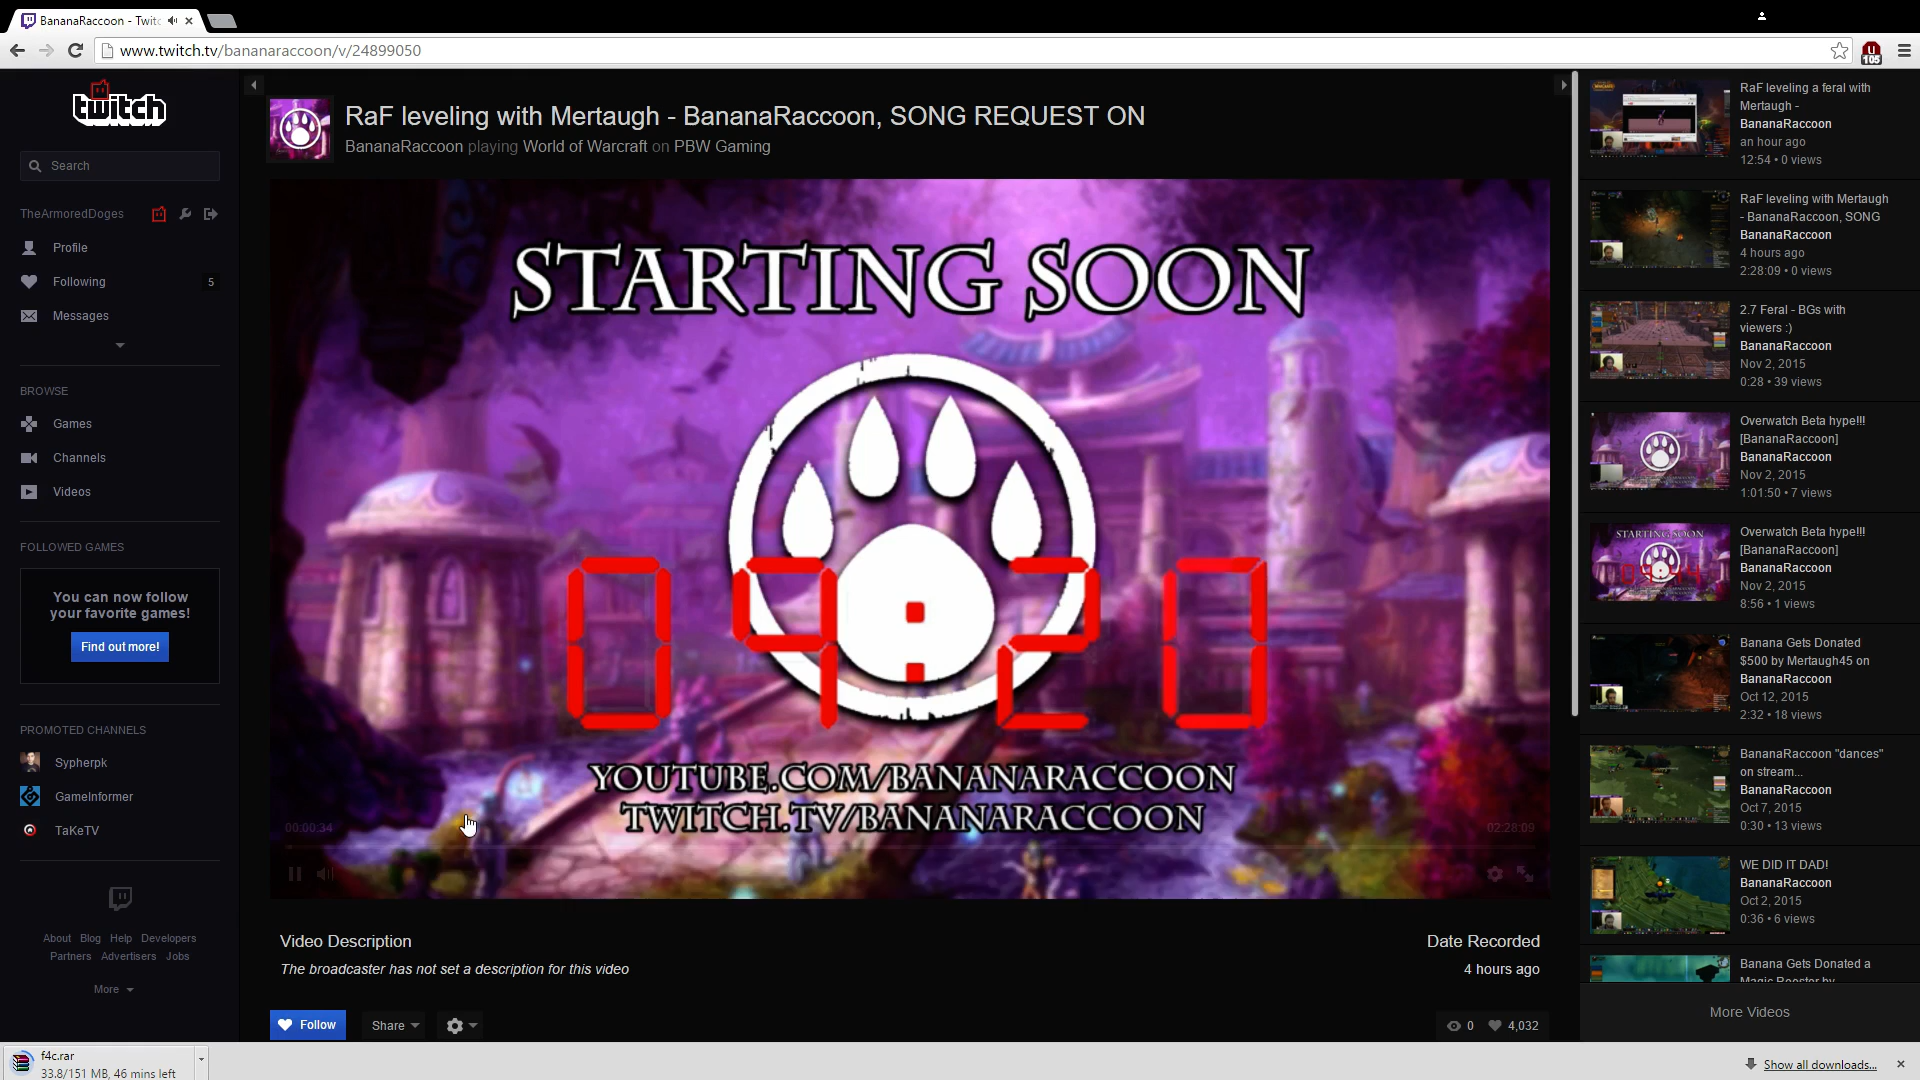 BananaRaccoon - Twitc
www.twitch.tv/bananaraccoon/v/24899050
105
twitch
Search
TheArmoredDoges
Profile
Following 5
Messages
BROWSE
Games
Channels
Videos
FOLLOWED GAMES
You can now follow
your favorite games!
Find out more!
PROMOTED CHANNELS
Sypherpk
GameInformer
TaKeTV
About Blog Help Developers
Partners Advertisers Jobs
More
RaF leveling with Mertaugh - BananaRaccoon, SONG REQUEST ON
BananaRaccoon playing World of Warcraft on PBW Gaming
STARTING SOON
04:20
YOUTUBE.COM/BANANARACCOON
TWITCH.TV/BANANARACCOON
00:00:34
02:28:09
Video Description
Date Recorded
The broadcaster has not set a description for this video
4 hours ago
Follow
Share
0
4,032
RaF leveling a feral with
Mertaugh -
BananaRaccoon
an hour ago
12:54 • 0 views
RaF leveling with Mertaugh
- BananaRaccoon, SONG
BananaRaccoon
4 hours ago
2:28:09 • 0 views
2.7 Feral - BGs with
viewers :)
BananaRaccoon
Nov 2, 2015
0:28 • 39 views
Overwatch Beta hype!!!
[BananaRaccoon]
BananaRaccoon
Nov 2, 2015
1:01:50 • 7 views
STARTING SOON
Overwatch Beta hype!!!
[BananaRaccoon]
BananaRaccoon
Nov 2, 2015
8:56 • 1 views
Banana Gets Donated
$500 by Mertaugh45 on
BananaRaccoon
Oct 12, 2015
2:32 • 18 views
BananaRaccoon "dances"
on stream...
BananaRaccoon
Oct 7, 2015
0:30 • 13 views
WE DID IT DAD!
BananaRaccoon
Oct 2, 2015
0:36 • 6 views
Banana Gets Donated a
Magic Rooster by
More Videos
f4c.rar
33.8/151 MB, 46 mins left
Show all downloads...